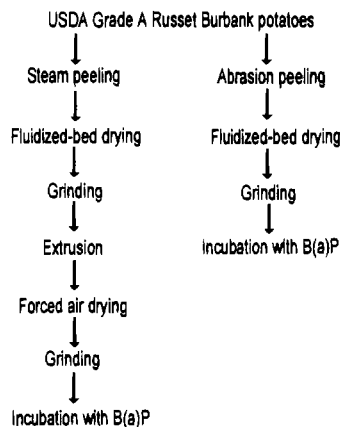 USDA Grade A Russet Burbank potatoes
Steam peeling
Abrasion peeling
Fluidized-bed drying
Fluidized-bed drying
Grinding
Grinding
Extrusion
Incubation with B(a)P
Forced air drying
Grinding
Incubation with B(a)P